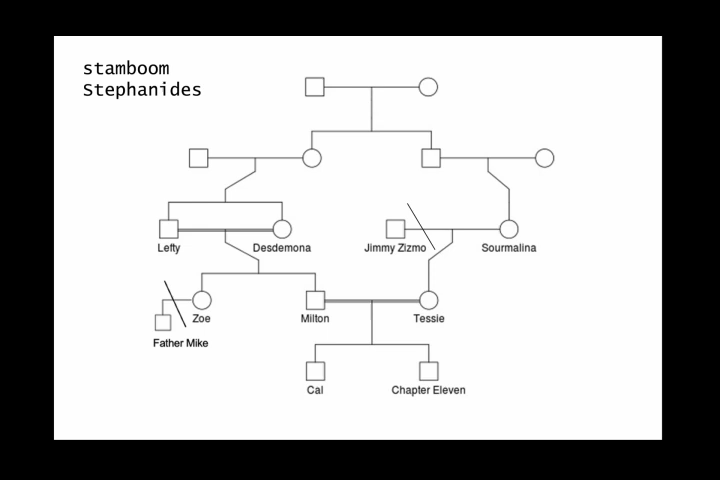 stamboom
Stephanides
Lefty
Desdemona
Jimmy Zizmo
Sourmalina
Zoe
Milton
Tessie
Father Mike
Cal
Chapter Eleven